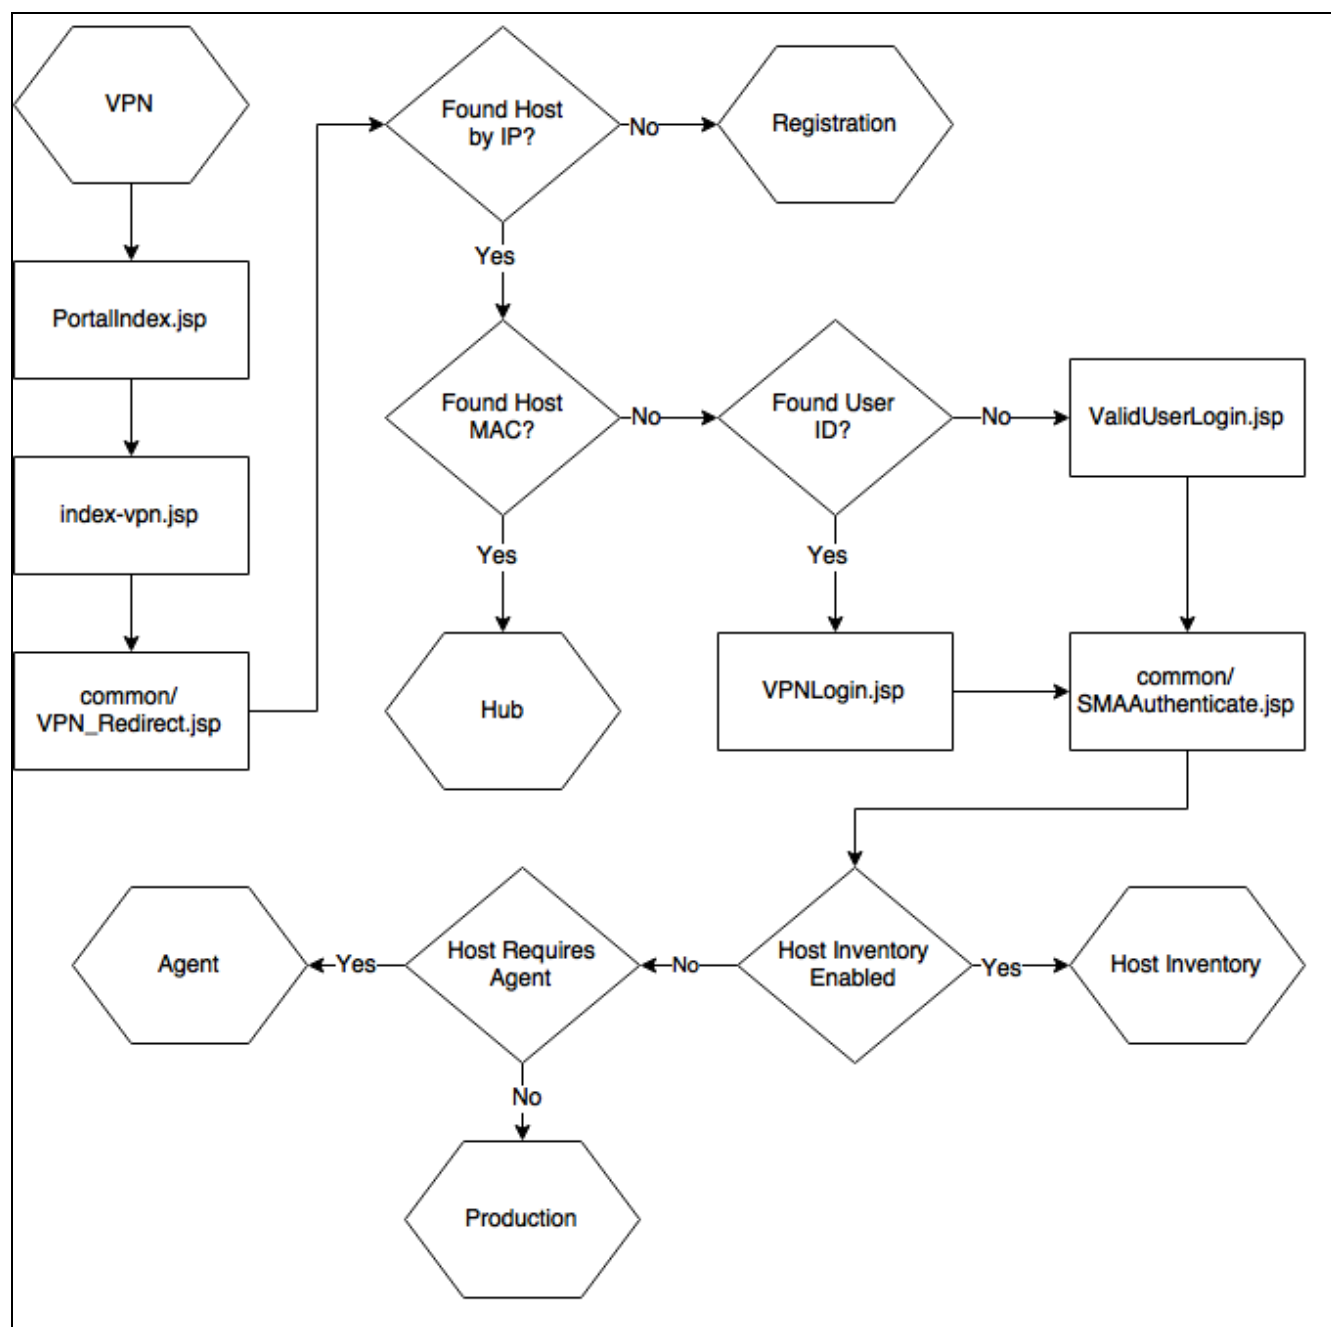 VPN
Found Host
by IP?
No
Registration
Yes
PortalIndex.jsp
Found Host
MAC?
No
Found User
ID?
No
ValidUserLogin.jsp
index-vpn.jsp
Yes
Yes
common/
VPN_Redirect.jsp
Hub
VPNLogin.jsp
common/
SMAAuthenticate.jsp
Agent
Yes
Host Requires
Agent
No
Host Inventory
Enabled
Yes
Host Inventory
No
Production